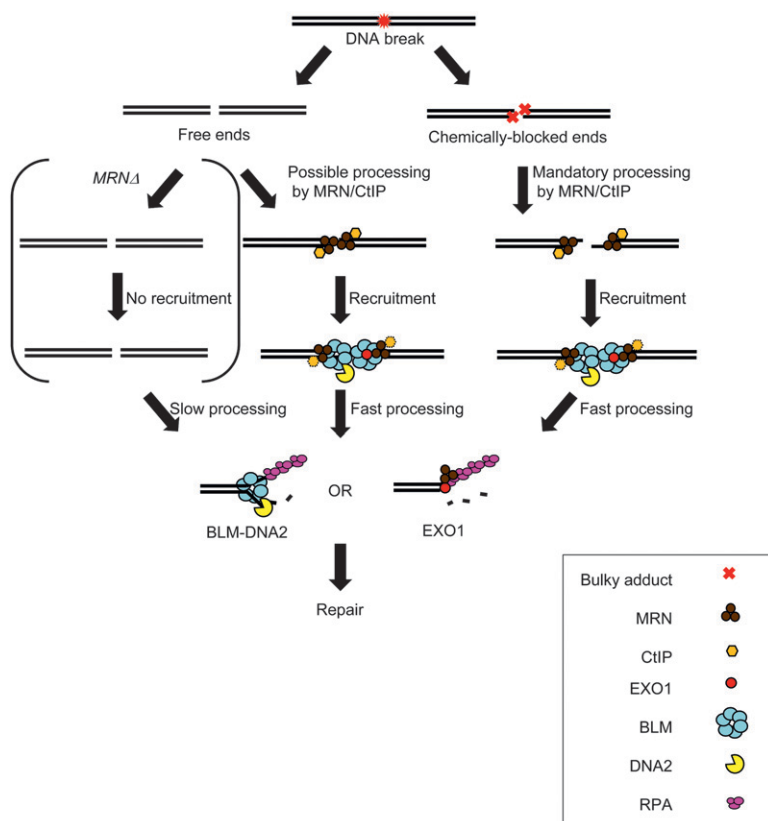 DNA break
Free ends
Chemically-blocked ends
MRNΔ
Possible processing
by MRN/CtIP
Mandatory processing
by MRN/CtIP
No recruitment
Recruitment
Recruitment
Slow processing
Fast processing
Fast processing
OR
BLM-DNA2
EXO1
Repair
Bulky adduct
MRN
CtIP
EXO1
BLM
DNA2
RPA